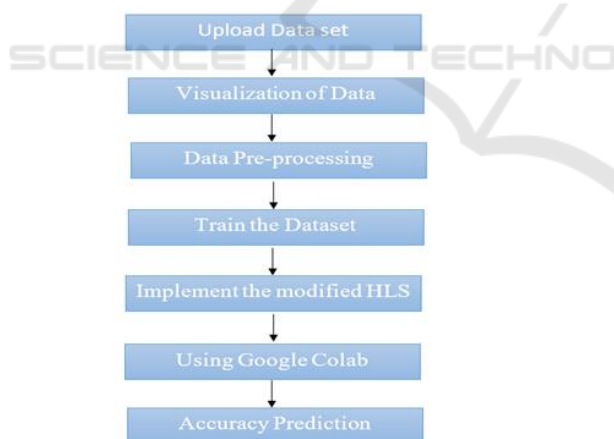 Upload Data set
SCIENCE AND TECHNO
Visualization of Data
Data Pre-processing
Train the Dataset
Implement the modified HLS
Using Google Colab
Accuracy Prediction